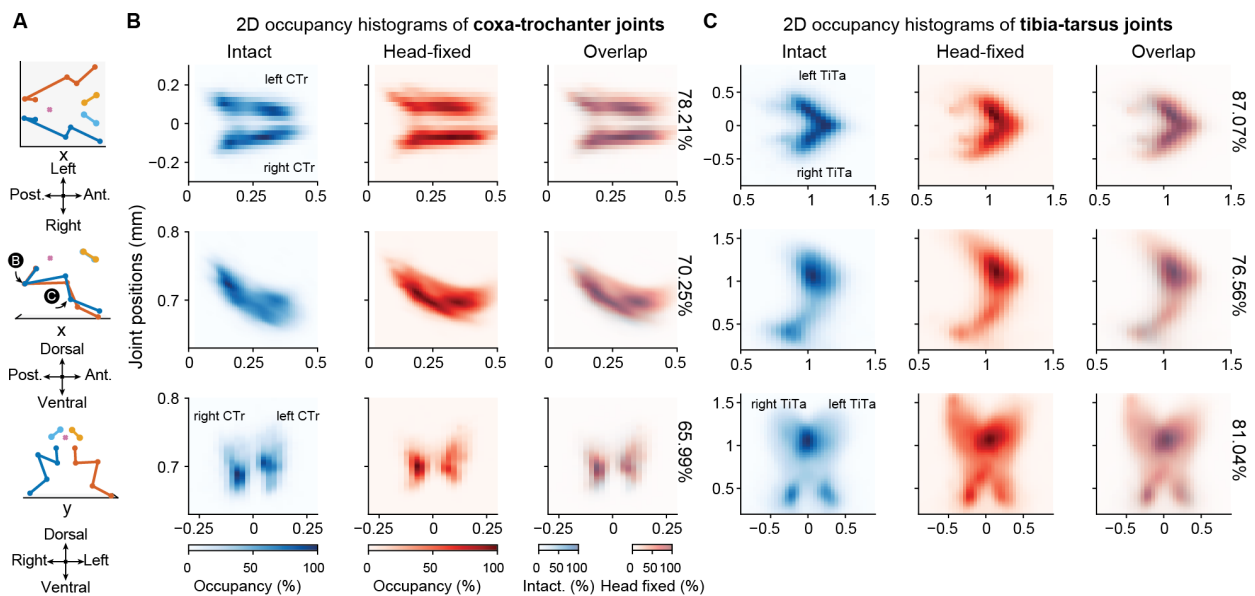 A
x
Left
Post. Ant.
Right
B
C
x
Dorsal
Post. Ant.
Ventral
y
Dorsal
Right Left
Ventral
B
2D occupancy histograms of coxa-trochanter joints
Intact Head-fixed Overlap
Joint positions (mm)
0.2
0
−0.2
left CTr
right CTr
0 0.25 0.5
0 0.25 0.5
0 0.25 0.5
78.21%
0.8
0.7
0 0.25 0.5
0 0.25 0.5
0 0.25 0.5
70.25%
0.8
0.7
right CTr left CTr
−0.25 0 0.25
−0.25 0 0.25
−0.25 0 0.25
65.99%
0 50 100
Occupancy (%)
0 50 100
Occupancy (%)
0 50 100
Intact. (%)
0 50 100
Head fixed (%)
C
2D occupancy histograms of tibia-tarsus joints
Intact Head-fixed Overlap
0.5
0
−0.5
left TiTa
right TiTa
0.5 1 1.5
0.5 1 1.5
0.5 1 1.5
87.07%
1.5
1
0.5
0.5 1 1.5
0.5 1 1.5
0.5 1 1.5
76.56%
1.5
1
0.5
right TiTa left TiTa
−0.5 0 0.5
−0.5 0 0.5
−0.5 0 0.5
81.04%